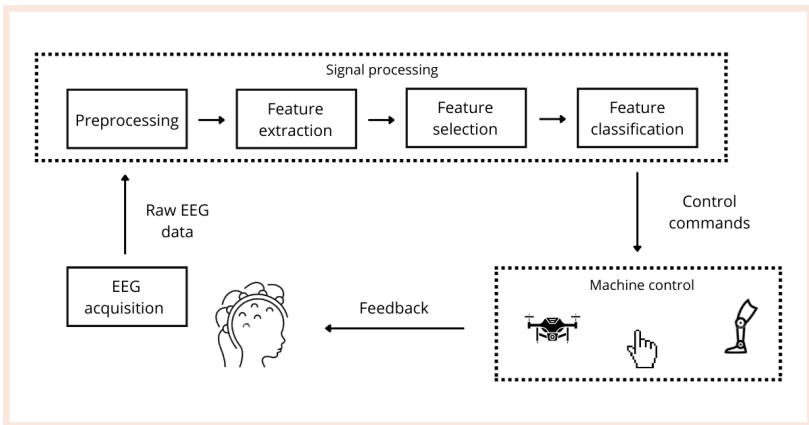 Signal processing
Preprocessing
Feature
extraction
Feature
selection
Feature
classification
Raw EEG
data
Control
commands
EEG
acquisition
Feedback
Machine control